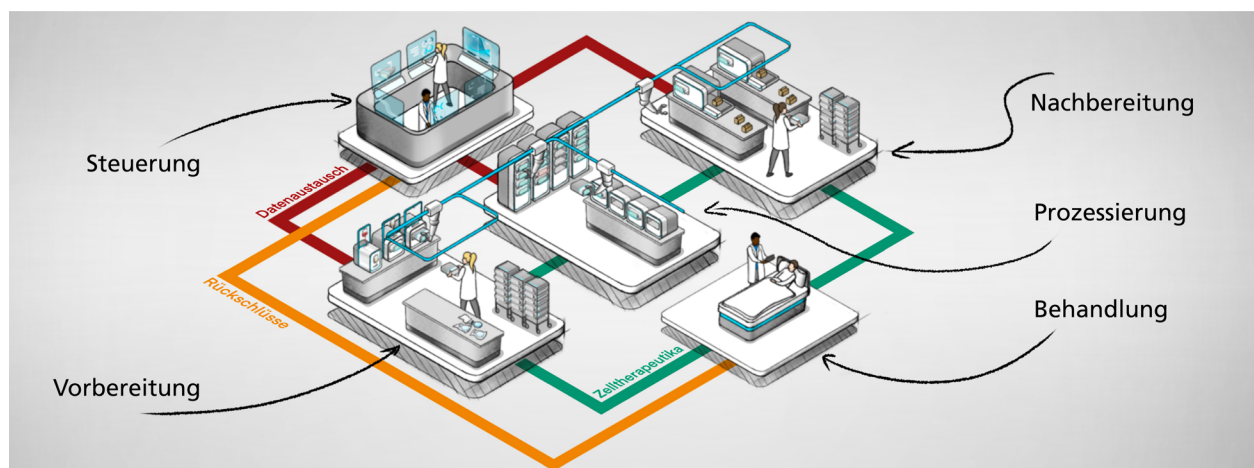 Steuerung
Datenaustausch
Rückschlüsse
Vorbereitung
Zelltherapeutika
Nachbereitung
Prozessierung
Behandlung